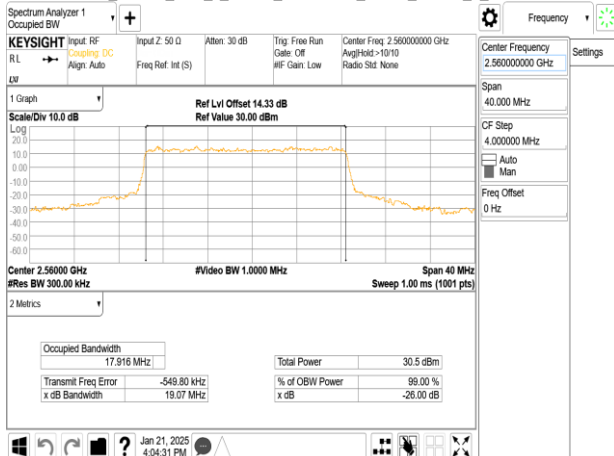 Spectrum Analyzer 1
Occupied BW
Frequency
KEYSIGHT
RL
LXI
Input: RF
Coupling: DC
Align: Auto
Input Z: 50 Ω
Freq Ref: Int (S)
Atten: 30 dB
Trig: Free Run
Gate: Off
#IF Gain: Low
Center Freq: 2.560000000 GHz
Avg|Hold:>10/10
Radio Std: None
Center Frequency
2.560000000 GHz
Settings
Span
40.000 MHz
CF Step
4.000000 MHz
Auto
Man
Freq Offset
0 Hz
1 Graph
Scale/Div 10.0 dB
Ref Lvl Offset 14.33 dB
Ref Value 30.00 dBm
Log
20.0
10.0
0.00
-10.0
-20.0
-30.0
-40.0
-50.0
-60.0
Center 2.56000 GHz
#Res BW 300.00 kHz
#Video BW 1.0000 MHz
Span 40 MHz
Sweep 1.00 ms (1001 pts)
2 Metrics
Occupied Bandwidth
17.916 MHz
Total Power 30.5 dBm
Transmit Freq Error -549.80 kHz
% of OBW Power 99.00 %
x dB Bandwidth 19.07 MHz
x dB -26.00 dB
?
Jan 21, 2025
4:04:31 PM